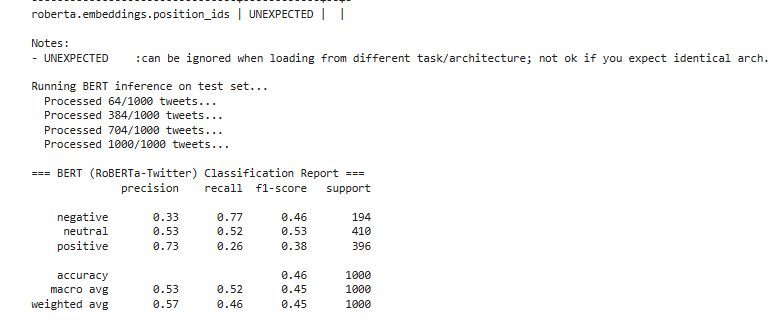 roberta.embeddings.position_ids | UNEXPECTED |  |
Notes:
- UNEXPECTED    :can be ignored when loading from different task/architecture; not ok if you expect identical arch.
Running BERT inference on test set...
  Processed 64/1000 tweets...
  Processed 384/1000 tweets...
  Processed 704/1000 tweets...
  Processed 1000/1000 tweets...
=== BERT (RoBERTa-Twitter) Classification Report ===
              precision    recall  f1-score   support
    negative       0.33      0.77      0.46       194
     neutral       0.53      0.52      0.53       410
    positive       0.73      0.26      0.38       396
    accuracy                           0.46      1000
   macro avg       0.53      0.52      0.45      1000
weighted avg       0.57      0.46      0.45      1000